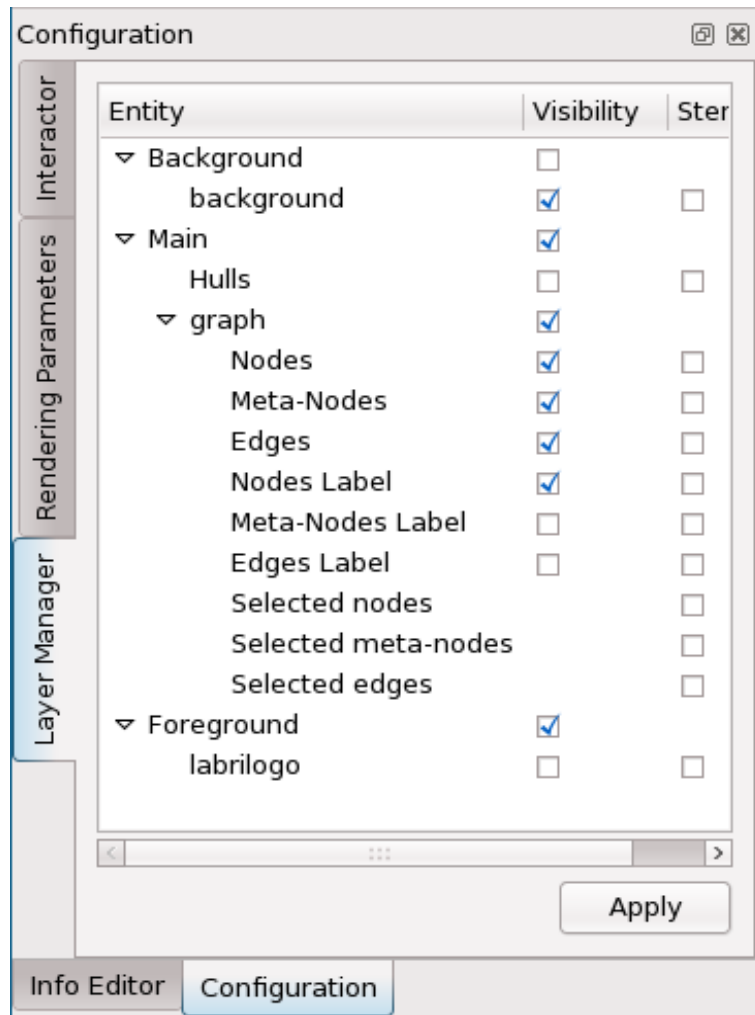 Configuration
Interactor
Rendering Parameters
Layer Manager
Entity Visibility Ster
Background
background
Main
Hulls
graph
Nodes
Meta-Nodes
Edges
Nodes Label
Meta-Nodes Label
Edges Label
Selected nodes
Selected meta-nodes
Selected edges
Foreground
labrilogo
Apply
Info Editor Configuration